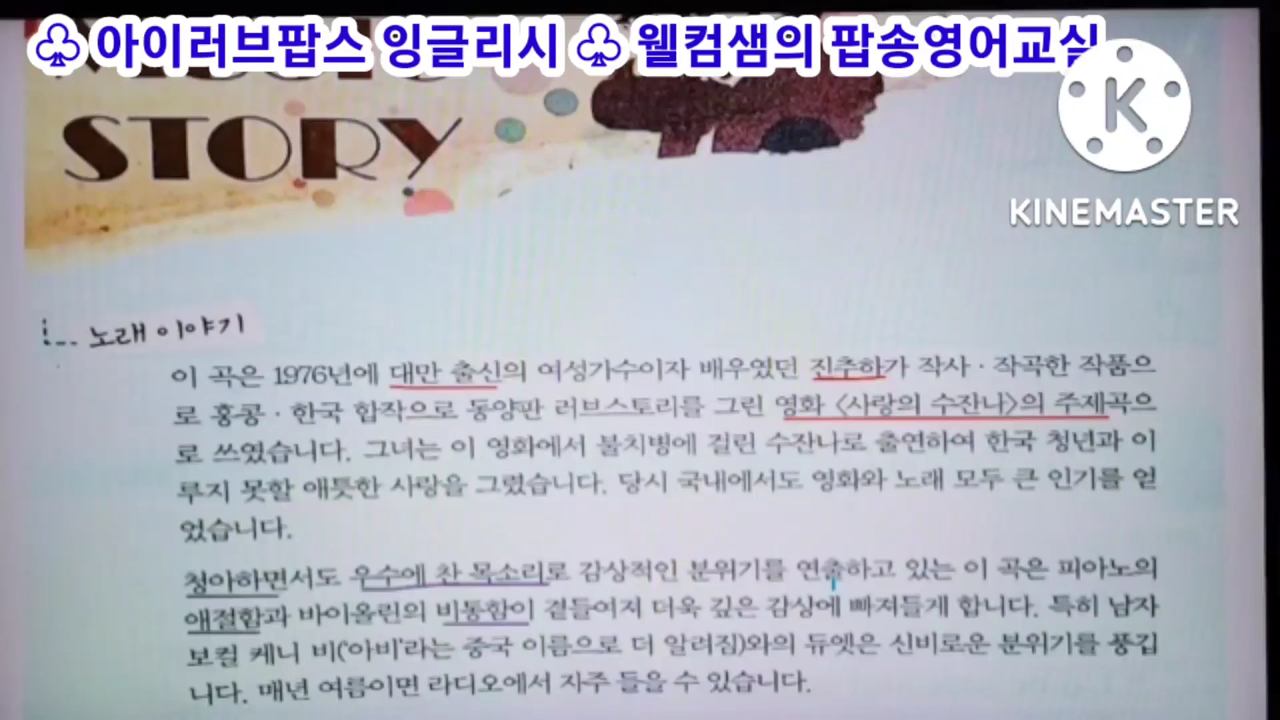 ♧ 아이러브팝스 잉글리시 ♧ 웰컴샘의 팝송영어교실
STORY
K
KINEMASTER
노래 이야기
이 곡은 1976년에 대만 출신의 여성가수이자 배우였던 진추하가 작사 · 작곡한 작품으
로 홍콩 · 한국 합작으로 동양판 러브스토리를 그린 영화 〈사랑의 수잔나〉의 주제곡으
로 쓰였습니다. 그녀는 이 영화에서 불치병에 걸린 수잔나로 출연하여 한국 청년과 이
루지 못할 애틋한 사랑을 그렸습니다. 당시 국내에서도 영화와 노래 모두 큰 인기를 얻
었습니다.
청아하면서도 우수에 찬 목소리로 감상적인 분위기를 연출하고 있는 이 곡은 피아노의
애절함과 바이올린의 비통함이 곁들여져 더욱 깊은 감상에 빠져들게 합니다. 특히 남자
보컬 케니 비('아비'라는 중국 이름으로 더 알려짐)와의 듀엣은 신비로운 분위기를 풍깁
니다. 매년 여름이면 라디오에서 자주 들을 수 있습니다.